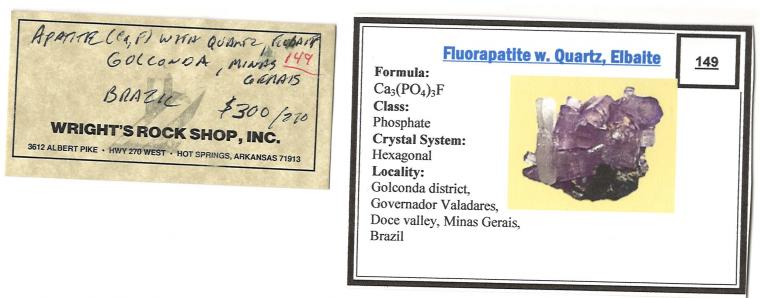 APATITE (Ca, F) WITH QUARTZ, ELBAITE
GOLCONDA, MINAS
149
GERAIS
BRAZIL
$300/270
WRIGHT'S ROCK SHOP, INC.
3612 ALBERT PIKE • HWY 270 WEST • HOT SPRINGS, ARKANSAS 71913
Fluorapatite w. Quartz, Elbaite
149
Formula:
Ca₃(PO₄)₃F
Class:
Phosphate
Crystal System:
Hexagonal
Locality:
Golconda district,
Governador Valadares,
Doce valley, Minas Gerais,
Brazil